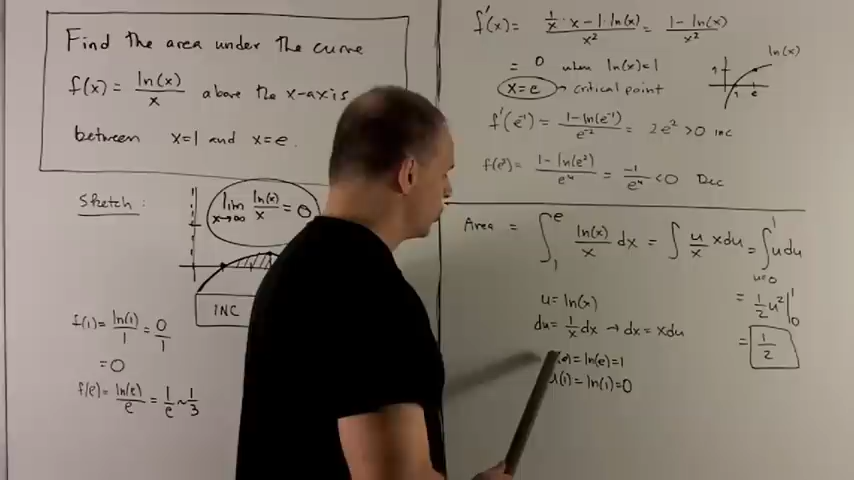 Find the area under the curve
f(x) = ln(x)/x above the x-axis
between x=1 and x=e.
Sketch:
lim x→∞ ln(x)/x = 0
INC
f(1) = ln(1)/1 = 0/1
= 0
f(e) = ln(e)/e = 1/e ~ 1/3
f'(x) = (1/x · x - 1 · ln(x))/x² = (1 - ln(x))/x²
= 0 when ln(x)=1
x=e → critical point
ln(x)
1
1 e
f'(e⁻¹) = (1 - ln(e⁻¹))/e⁻² = 2e² > 0 inc
f(e²) = (1 - ln(e²))/e⁴ = -1/e⁴ < 0 Dec
Area = ∫₁ᵉ ln(x)/x dx = ∫ u/x x du = ∫_{u=0}^{1} u du
= 1/2 u² |₀¹
= 1/2
u = ln(x)
du = 1/x dx → dx = x du
(e) = ln(e) = 1
u(1) = ln(1) = 0